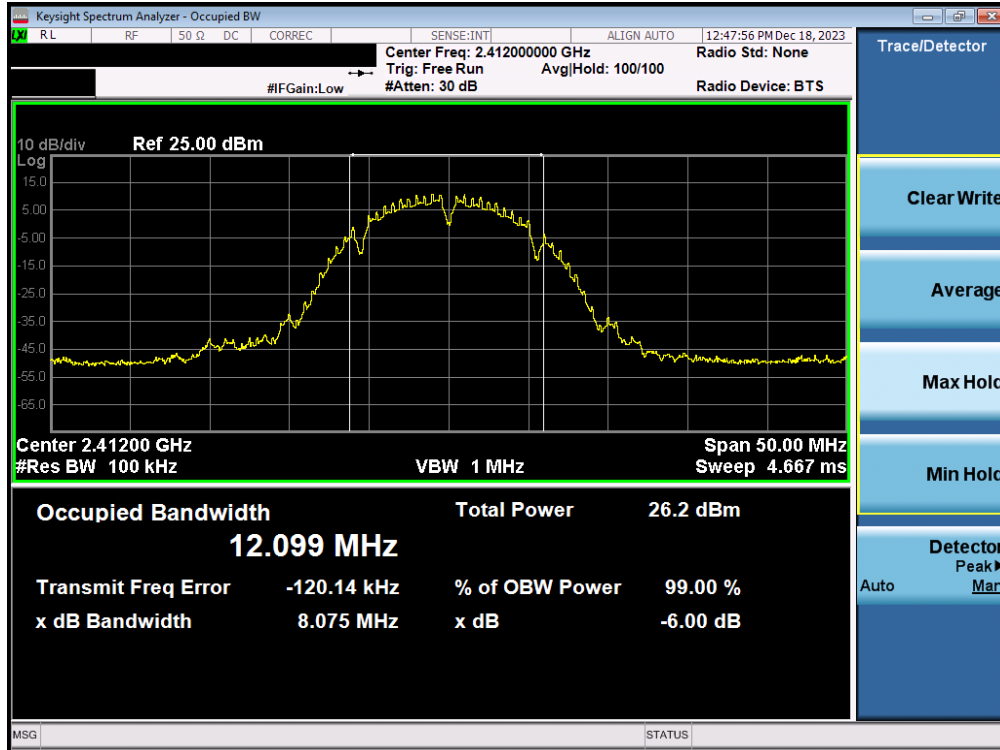 Keysight Spectrum Analyzer - Occupied BW
LXI RL RF 50 Ω DC CORREC SENSE:INT ALIGN AUTO 12:47:56 PM Dec 18, 2023
Center Freq: 2.412000000 GHz Radio Std: None
Trig: Free Run Avg|Hold: 100/100
#IFGain:Low #Atten: 30 dB Radio Device: BTS
Trace/Detector
10 dB/div Ref 25.00 dBm
Log
15.0
5.00
-5.00
-15.0
-25.0
-35.0
-45.0
-55.0
-65.0
Center 2.41200 GHz Span 50.00 MHz
#Res BW 100 kHz VBW 1 MHz Sweep 4.667 ms
Occupied Bandwidth Total Power 26.2 dBm
12.099 MHz
Transmit Freq Error -120.14 kHz % of OBW Power 99.00 %
x dB Bandwidth 8.075 MHz x dB -6.00 dB
Clear Write
Average
Max Hold
Min Hold
Detector
Peak▶
Auto Man
MSG STATUS